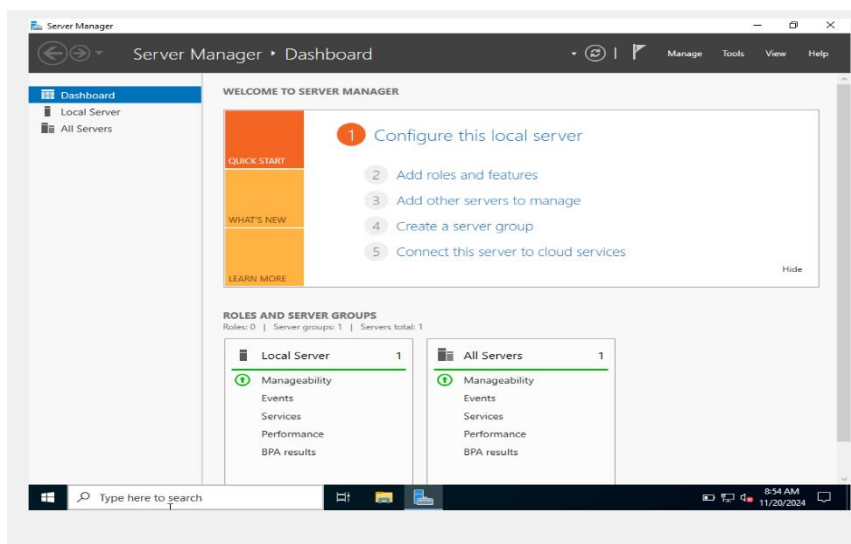 Server Manager
Server Manager • Dashboard
Manage Tools View Help
Dashboard
Local Server
All Servers
WELCOME TO SERVER MANAGER
QUICK START
WHAT'S NEW
LEARN MORE
1 Configure this local server
2 Add roles and features
3 Add other servers to manage
4 Create a server group
5 Connect this server to cloud services
Hide
ROLES AND SERVER GROUPS
Roles: 0 | Server groups: 1 | Servers total: 1
Local Server 1
Manageability
Events
Services
Performance
BPA results
All Servers 1
Manageability
Events
Services
Performance
BPA results
Type here to search
8:54 AM
11/20/2024